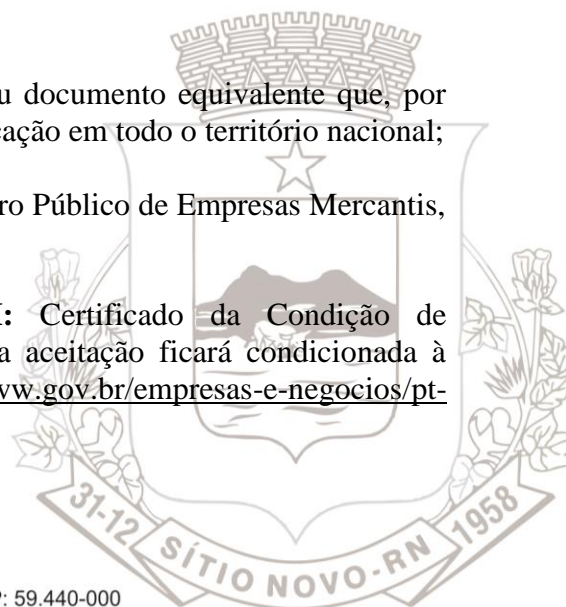 u documento equivalente que, por
cação em todo o território nacional;
ro Público de Empresas Mercantis,
: Certificado da Condição de
a aceitação ficará condicionada à
ww.gov.br/empresas-e-negocios/pt-
31-12 SÍTIO NOVO-RN 1958
: 59.440-000